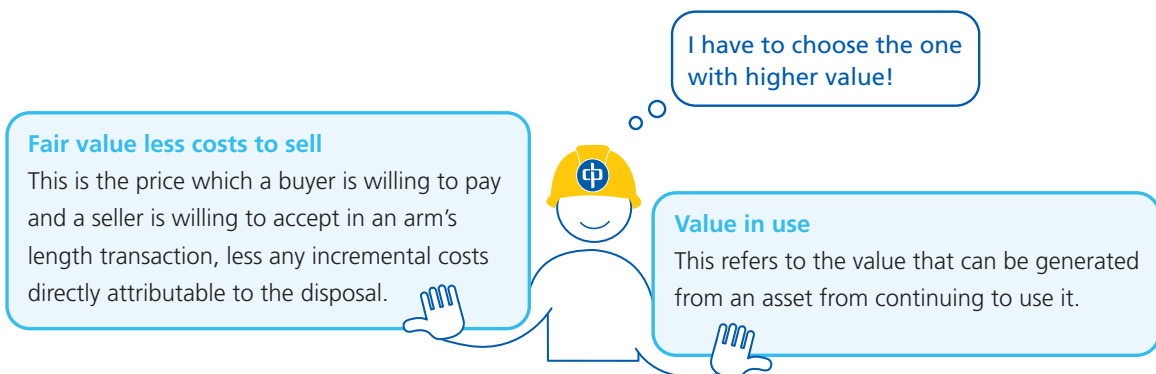 I have to choose the one
with higher value!
Fair value less costs to sell
This is the price which a buyer is willing to pay
and a seller is willing to accept in an arm’s
length transaction, less any incremental costs
directly attributable to the disposal.
Value in use
This refers to the value that can be generated
from an asset from continuing to use it.